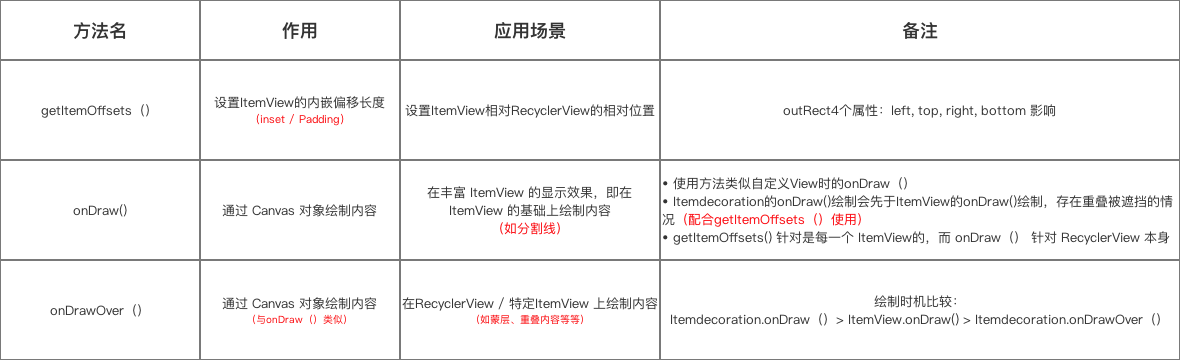 方法名
作用
应用场景
备注
getItemOffsets（）
设置ItemView的内嵌偏移长度
（inset / Padding）
设置ItemView相对RecyclerView的相对位置
outRect4个属性：left, top, right, bottom 影响
onDraw()
通过 Canvas 对象绘制内容
在丰富 ItemView 的显示效果，即在
ItemView 的基础上绘制内容
（如分割线）
• 使用方法类似自定义View时的onDraw（）
• Itemdecoration的onDraw()绘制会先于ItemView的onDraw()绘制，存在重叠被遮挡的情
况（配合getItemOffsets（）使用）
• getItemOffsets() 针对是每一个 ItemView的，而 onDraw（） 针对 RecyclerView 本身
onDrawOver（）
通过 Canvas 对象绘制内容
（与onDraw（）类似）
在RecyclerView / 特定ItemView 上绘制内容
（如蒙层、重叠内容等等）
绘制时机比较：
Itemdecoration.onDraw（）> ItemView.onDraw() > Itemdecoration.onDrawOver（）